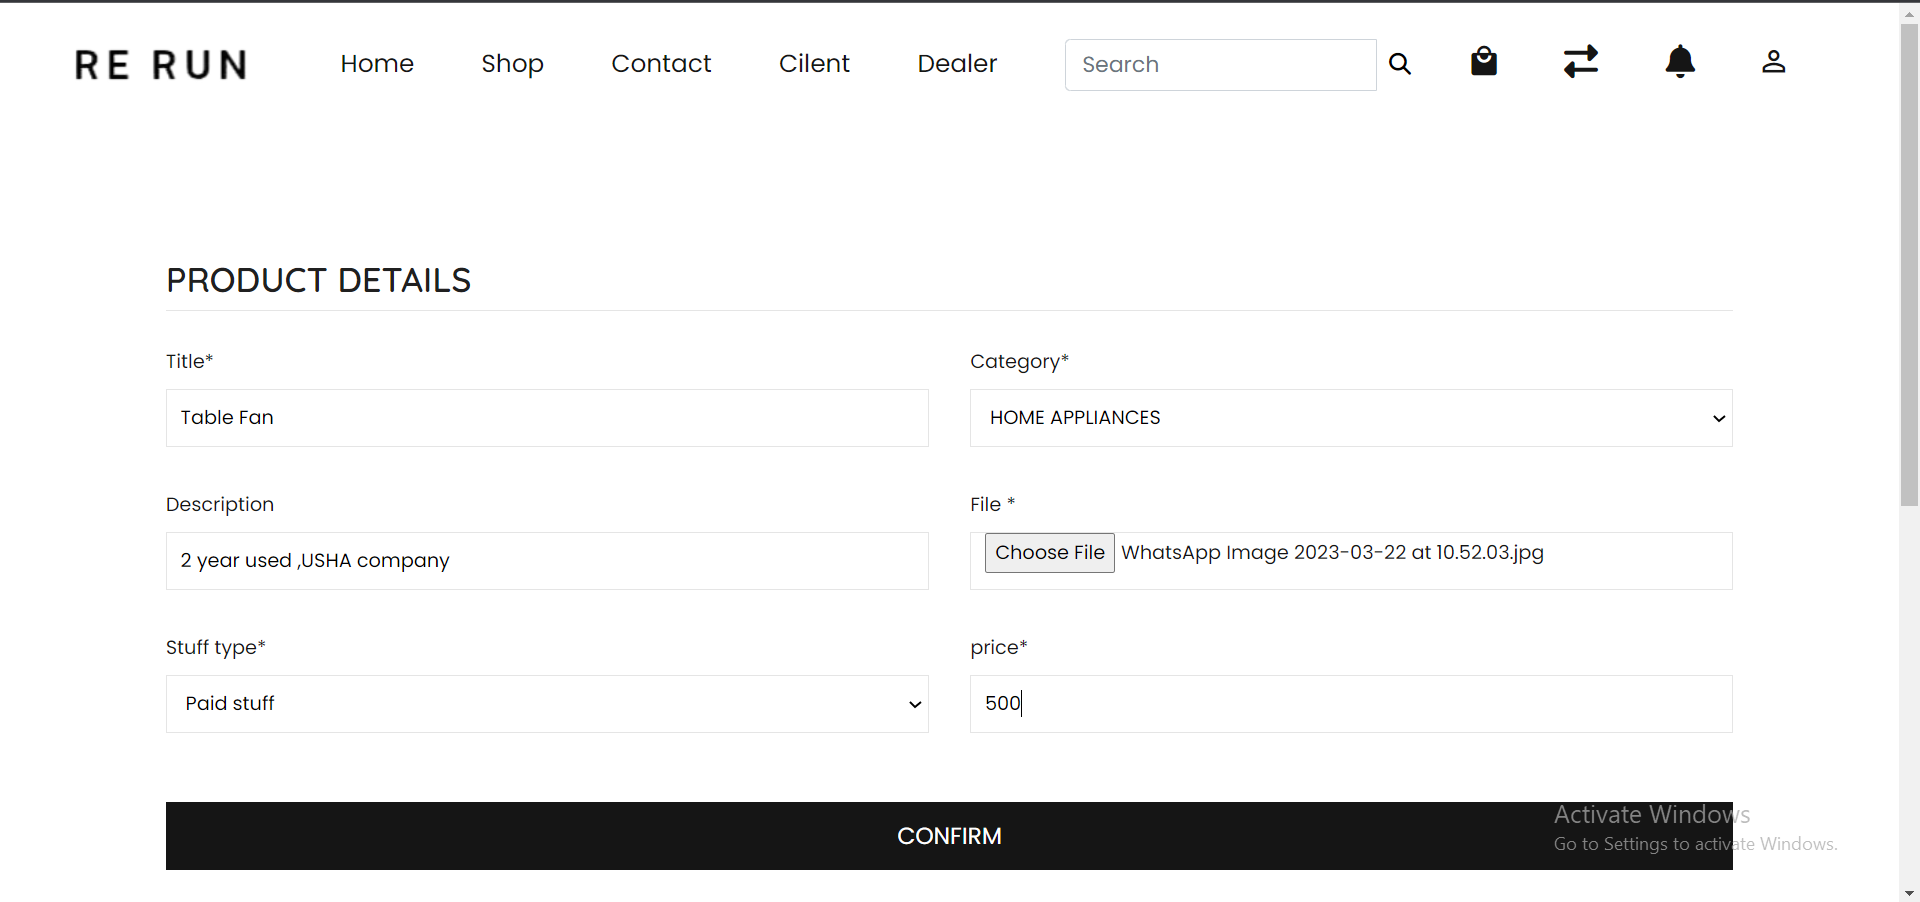 RE RUN Home Shop Contact Cilent Dealer Search
PRODUCT DETAILS
Title* Category*
Table Fan HOME APPLIANCES
Description File *
2 year used ,USHA company Choose File WhatsApp Image 2023-03-22 at 10.52.03.jpg
Stuff type* price*
Paid stuff 500
CONFIRM
Activate Windows
Go to Settings to activate Windows.